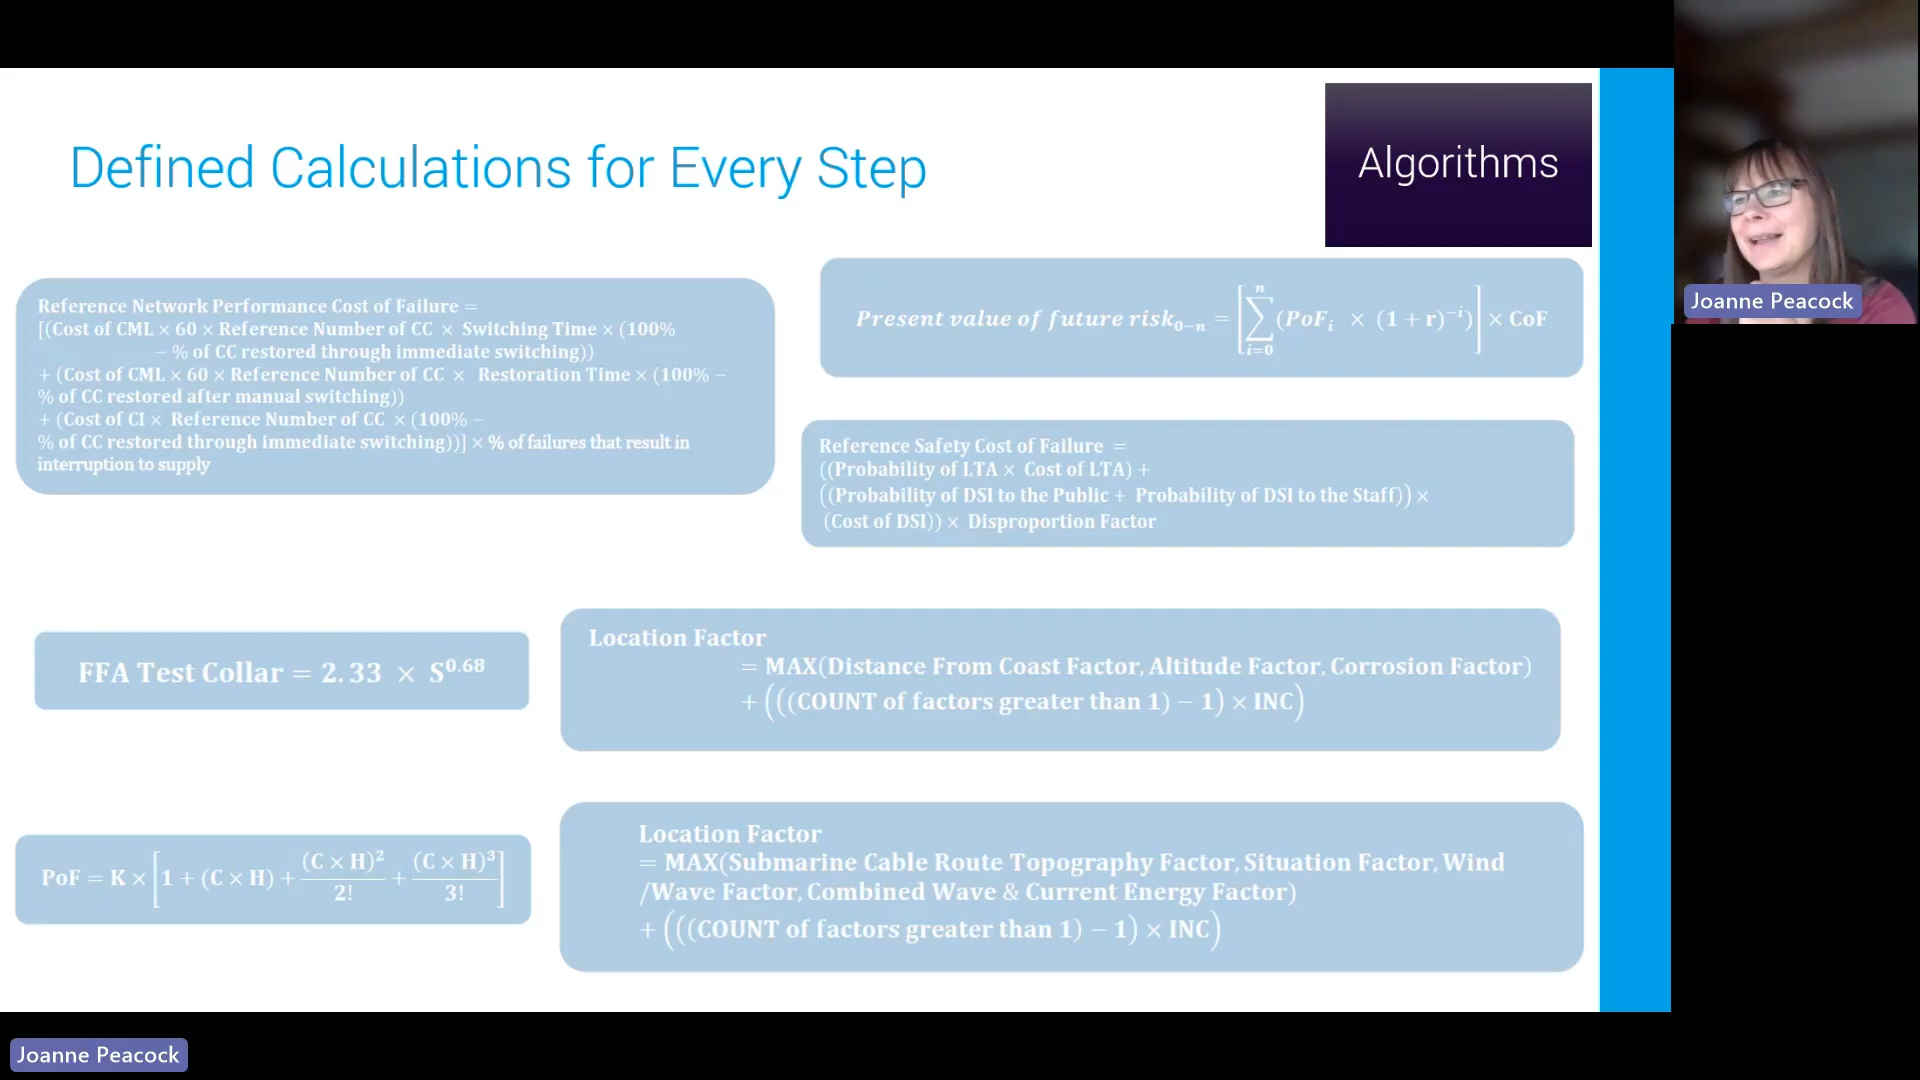 Defined Calculations for Every Step
Algorithms
Joanne Peacock
Reference Network Performance Cost of Failure =
[(Cost of CML × 60 × Reference Number of CC × Switching Time × (100%
− % of CC restored through immediate switching))
+ (Cost of CML × 60 × Reference Number of CC × Restoration Time × (100% −
% of CC restored after manual switching))
+ (Cost of CI × Reference Number of CC × (100% −
% of CC restored through immediate switching))] × % of failures that result in
interruption to supply
Present value of future risk₀₋ₙ = [∑ⁿᵢ₌₀ (PoFᵢ × (1 + r)⁻ⁱ)] × CoF
Reference Safety Cost of Failure =
((Probability of LTA × Cost of LTA) +
((Probability of DSI to the Public + Probability of DSI to the Staff)) ×
(Cost of DSI)) × Disproportion Factor
FFA Test Collar = 2.33 × S^0.68
Location Factor
= MAX(Distance From Coast Factor, Altitude Factor, Corrosion Factor)
+ (((COUNT of factors greater than 1) − 1) × INC)
PoF = K × [1 + (C × H) + (C × H)²/2! + (C × H)³/3!]
Location Factor
= MAX(Submarine Cable Route Topography Factor, Situation Factor, Wind
/Wave Factor, Combined Wave & Current Energy Factor)
+ (((COUNT of factors greater than 1) − 1) × INC)
Joanne Peacock